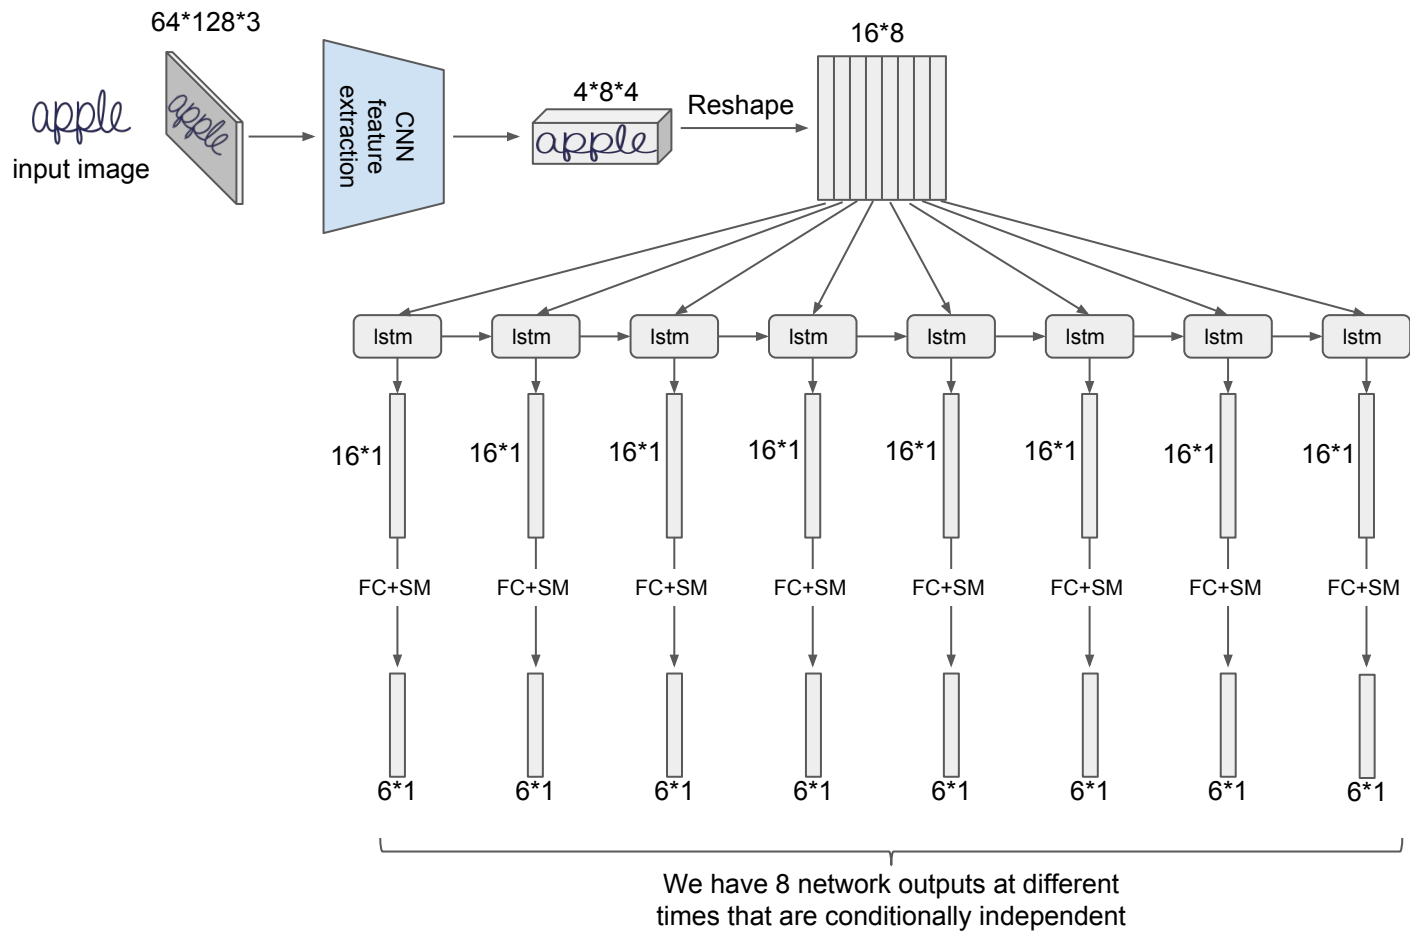 64*128*3
apple
input image
apple
CNN
feature
extraction
4*8*4
apple
Reshape
16*8
lstm lstm lstm lstm lstm lstm lstm lstm
16*1 16*1 16*1 16*1 16*1 16*1 16*1 16*1
FC+SM FC+SM FC+SM FC+SM FC+SM FC+SM FC+SM FC+SM
6*1 6*1 6*1 6*1 6*1 6*1 6*1 6*1
We have 8 network outputs at different
times that are conditionally independent